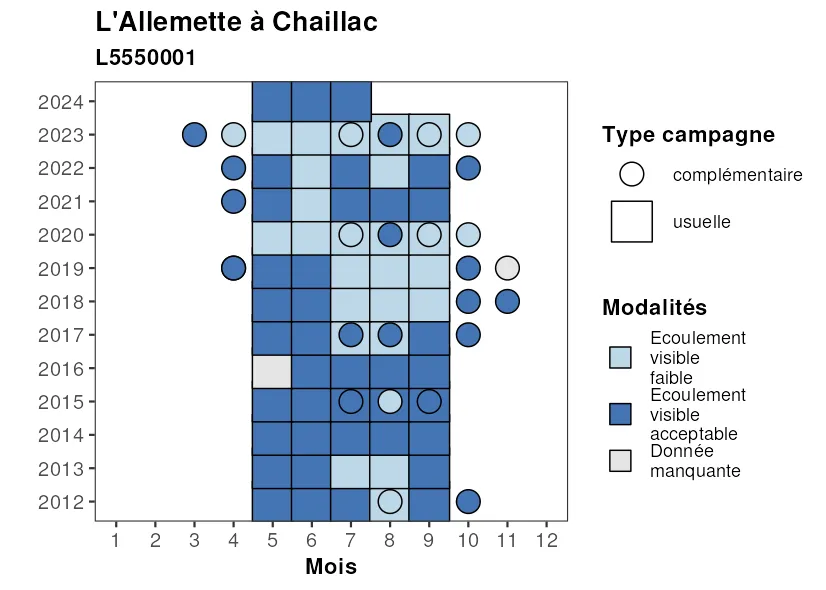 L'Allemette à Chaillac
L5550001
2024
2023
2022
2021
2020
2019
2018
2017
2016
2015
2014
2013
2012
1 2 3 4 5 6 7 8 9 10 11 12
Mois
Type campagne
complémentaire
usuelle
Modalités
Ecoulement
visible
faible
Ecoulement
visible
acceptable
Donnée
manquante